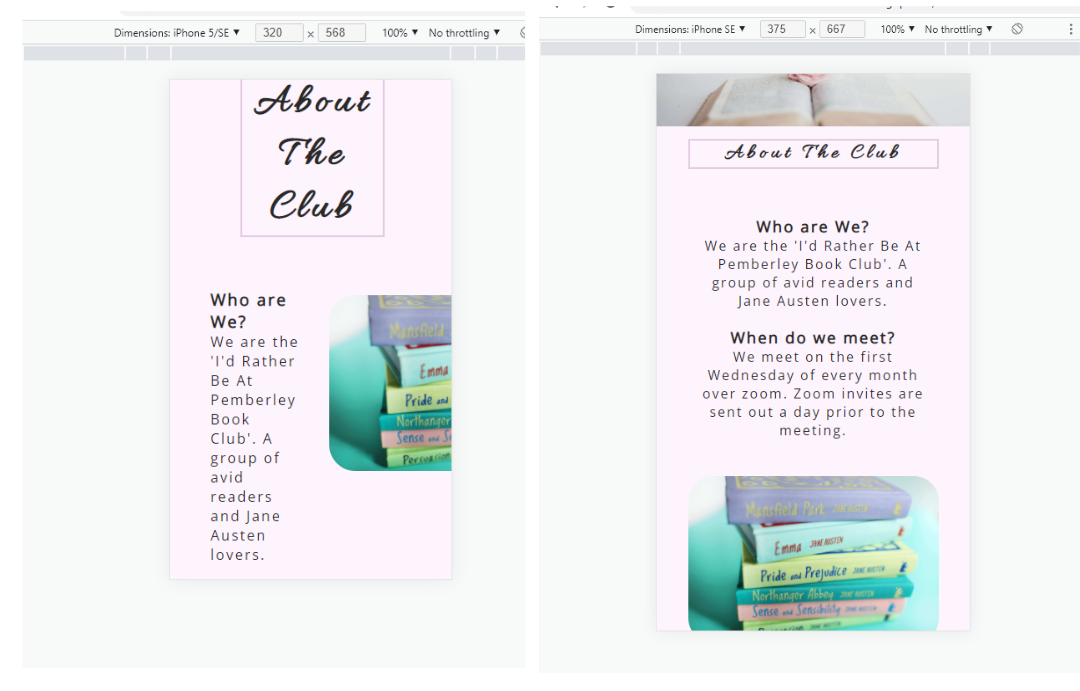 Dimensions: iPhone 5/SE ▼ 320 × 568 100% ▼ No throttling ▼
About
The
Club
Who are
We?
We are the
'I'd Rather
Be At
Pemberley
Book
Club'. A
group of
avid
readers
and Jane
Austen
lovers.
Mansfield
Emma
Pride and
Northanger
Sense and S
Persuasion
Dimensions: iPhone SE ▼ 375 × 667 100% ▼ No throttling ▼
About The Club
Who are We?
We are the 'I'd Rather Be At
Pemberley Book Club'. A
group of avid readers and
Jane Austen lovers.
When do we meet?
We meet on the first
Wednesday of every month
over zoom. Zoom invites are
sent out a day prior to the
meeting.
Mansfield Park JANE AUSTEN
Emma JANE AUSTEN
Pride and Prejudice JANE AUSTEN
Northanger Abbey JANE AUSTEN
Sense and Sensibility JANE AUSTEN